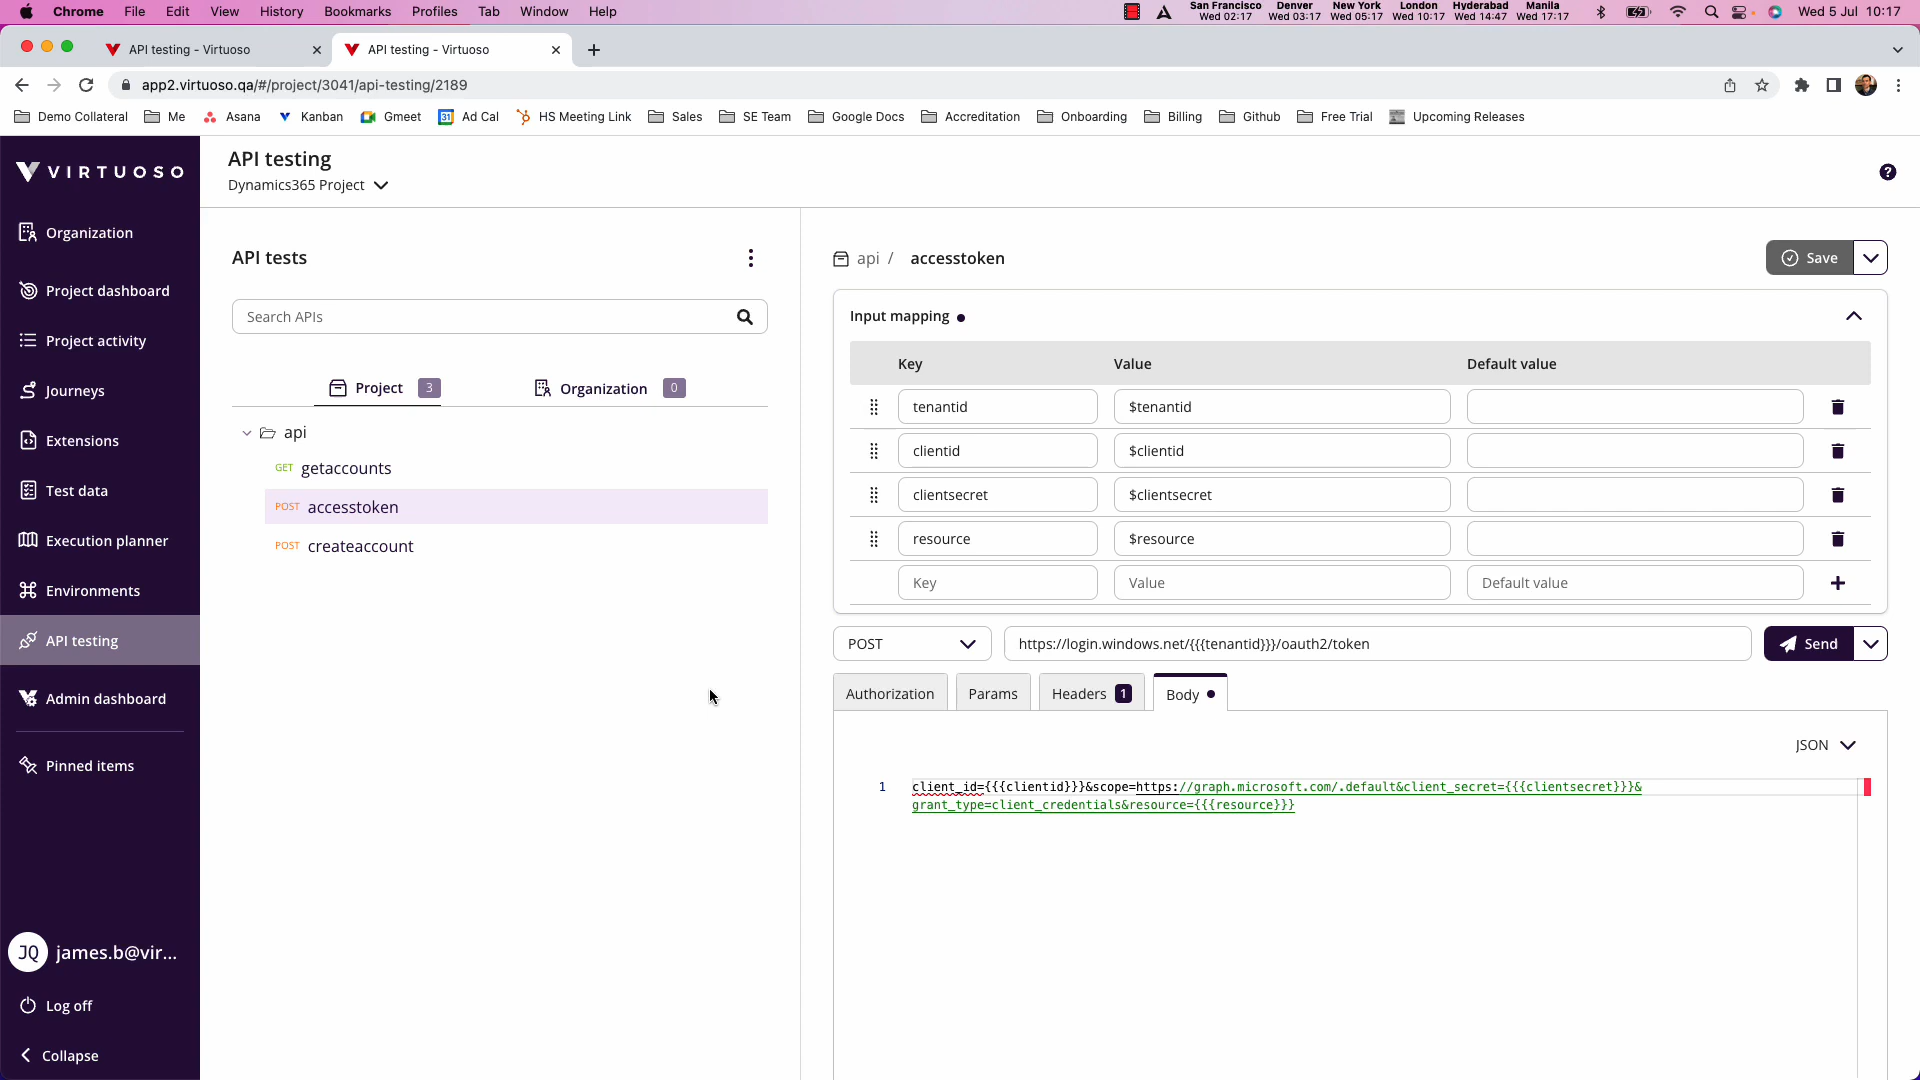 Chrome File Edit View History Bookmarks Profiles Tab Window Help
San Francisco Denver New York London Hyderabad Manila
Wed 02:17 Wed 03:17 Wed 05:17 Wed 10:17 Wed 14:47 Wed 17:17
Wed 5 Jul 10:17
API testing - Virtuoso
API testing - Virtuoso
app2.virtuoso.qa/#/project/3041/api-testing/2189
Demo Collateral Me Asana Kanban Gmeet 31 Ad Cal HS Meeting Link Sales SE Team Google Docs Accreditation Onboarding Billing Github Free Trial Upcoming Releases
VIRTUOSO
Organization
Project dashboard
Project activity
Journeys
Extensions
Test data
Execution planner
Environments
API testing
Admin dashboard
Pinned items
JQ james.b@vir...
Log off
Collapse
API testing
Dynamics365 Project
?
API tests
Search APIs
Project 3
Organization 0
api
GET getaccounts
POST accesstoken
POST createaccount
api / accesstoken
Save
Input mapping
Key Value Default value
tenantid $tenantid
clientid $clientid
clientsecret $clientsecret
resource $resource
Key Value Default value
POST https://login.windows.net/{{{tenantid}}}/oauth2/token Send
Authorization Params Headers 1 Body
JSON
1 client_id={{{clientid}}}&scope=https://graph.microsoft.com/.default&client_secret={{{clientsecret}}}&
grant_type=client_credentials&resource={{{resource}}}